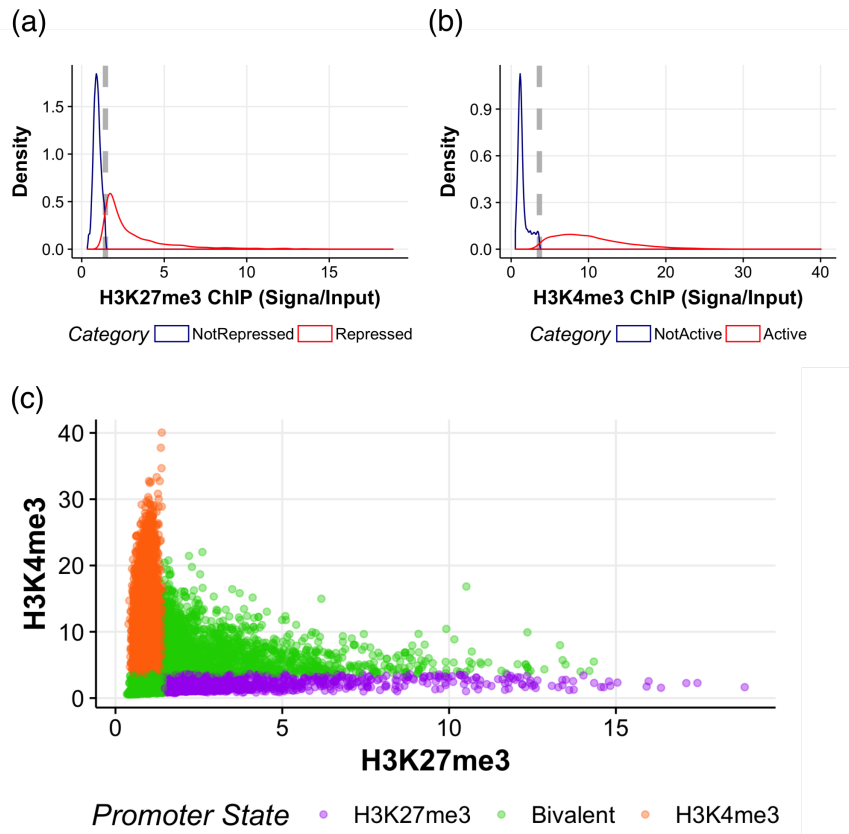 (a)
Density
1.5
1.0
0.5
0.0
0
5
10
15
H3K27me3 ChIP (Signa/Input)
Category NotRepressed Repressed
(b)
Density
0.9
0.6
0.3
0.0
0
10
20
30
40
H3K4me3 ChIP (Signa/Input)
Category NotActive Active
(c)
H3K4me3
40
30
20
10
0
0
5
10
15
H3K27me3
Promoter State H3K27me3 Bivalent H3K4me3